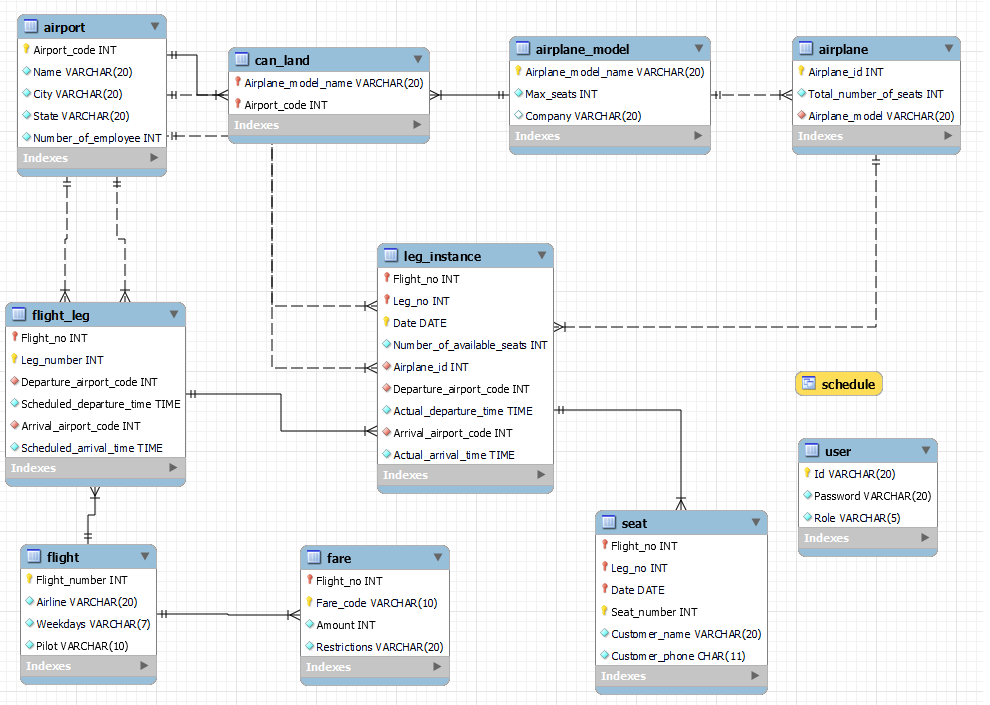 airport
Airport_code INT
Name VARCHAR(20)
City VARCHAR(20)
State VARCHAR(20)
Number_of_employee INT
Indexes
can_land
Airplane_model_name VARCHAR(20)
Airport_code INT
Indexes
airplane_model
Airplane_model_name VARCHAR(20)
Max_seats INT
Company VARCHAR(20)
Indexes
airplane
Airplane_id INT
Total_number_of_seats INT
Airplane_model VARCHAR(20)
Indexes
leg_instance
Flight_no INT
Leg_no INT
Date DATE
Number_of_available_seats INT
Airplane_id INT
Departure_airport_code INT
Actual_departure_time TIME
Arrival_airport_code INT
Actual_arrival_time TIME
Indexes
flight_leg
Flight_no INT
Leg_number INT
Departure_airport_code INT
Scheduled_departure_time TIME
Arrival_airport_code INT
Scheduled_arrival_time TIME
Indexes
schedule
user
Id VARCHAR(20)
Password VARCHAR(20)
Role VARCHAR(5)
Indexes
flight
Flight_number INT
Airline VARCHAR(20)
Weekdays VARCHAR(7)
Pilot VARCHAR(10)
Indexes
fare
Flight_no INT
Fare_code VARCHAR(10)
Amount INT
Restrictions VARCHAR(20)
Indexes
seat
Flight_no INT
Leg_no INT
Date DATE
Seat_number INT
Customer_name VARCHAR(20)
Customer_phone CHAR(11)
Indexes